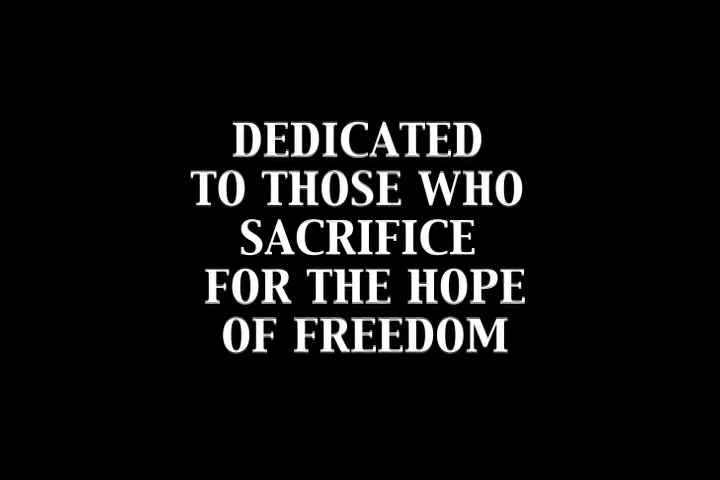 DEDICATED
TO THOSE WHO
SACRIFICE
FOR THE HOPE
OF FREEDOM